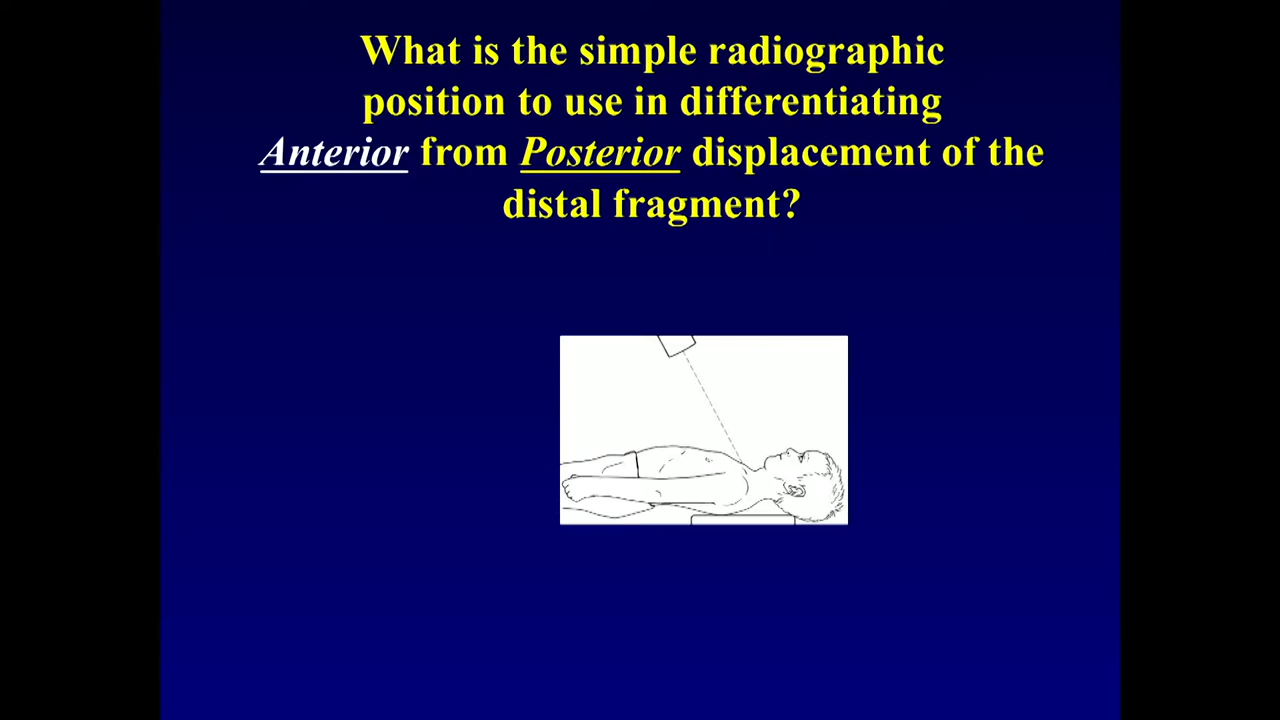 What is the simple radiographic
position to use in differentiating
Anterior from Posterior displacement of the
distal fragment?